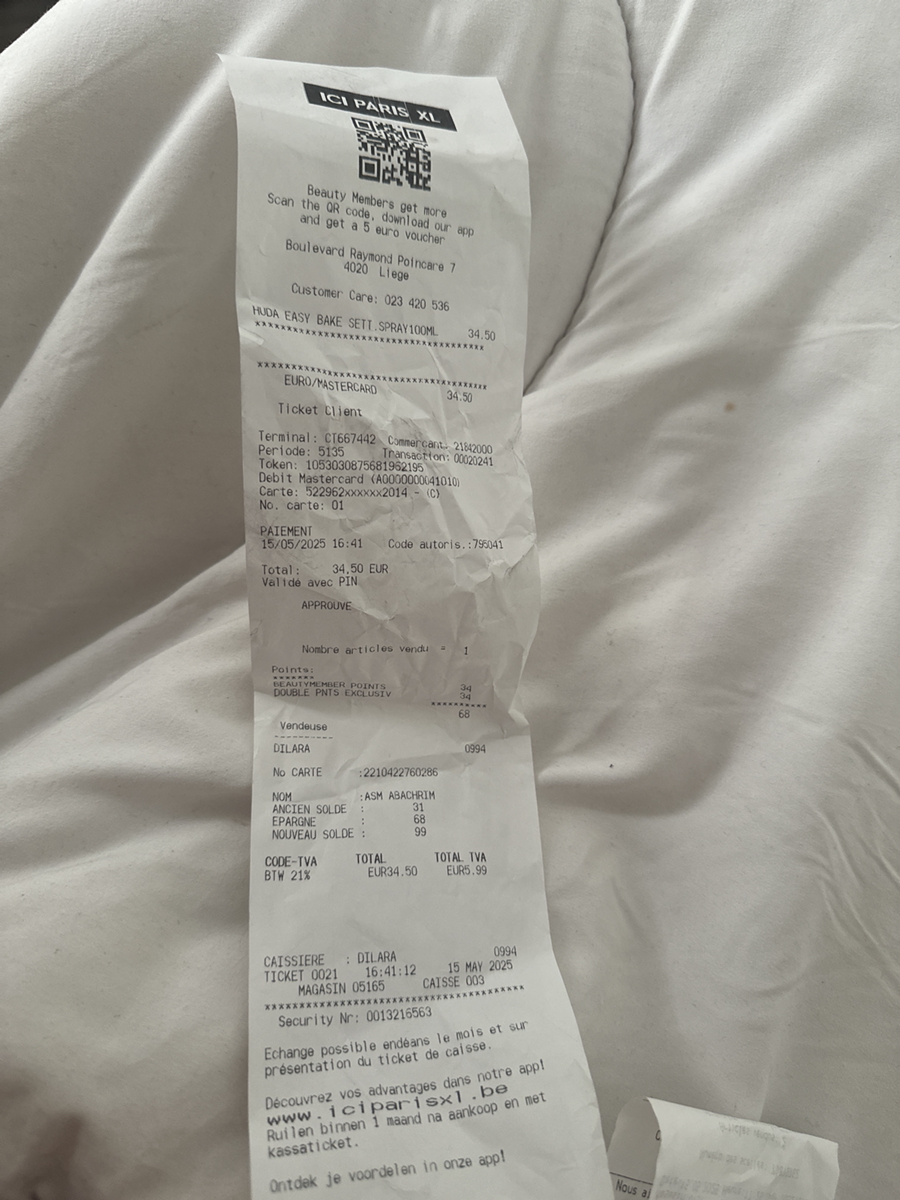 ICI PARIS XL
Beauty Members get more
Scan the QR code, download our app
and get a 5 euro voucher
Boulevard Raymond Poincare 7
4020 Liege
Customer Care: 023 420 536
HUDA EASY BAKE SETT.SPRAY100ML 34.50
*****************************************
*****************************************
EURO/MASTERCARD 34.50
Ticket Client
Terminal: CT667442 Commercant: 21842000
Periode: 5135 Transaction: 00020241
Token: 1053030875681962195
Debit Mastercard (A0000000041010)
Carte: 522962xxxxxx2014 - (C)
No. carte: 01
PAIEMENT
15/05/2025 16:41 Code autoris.:795041
Total: 34,50 EUR
Validé avec PIN
APPROUVE
Nombre articles vendu = 1
Points:
*******
BEAUTYMEMBER POINTS 34
DOUBLE PNTS EXCLUSIV 34
**********
68
Vendeuse
----------
DILARA 0994
No CARTE :2210422760286
NOM :ASM ABACHRIM
ANCIEN SOLDE : 31
EPARGNE : 68
NOUVEAU SOLDE : 99
CODE-TVA TOTAL TOTAL TVA
BTW 21% EUR34.50 EUR5.99
CAISSIERE : DILARA 0994
TICKET 0021 16:41:12 15 MAY 2025
MAGASIN 05165 CAISSE 003
*****************************************
Security Nr: 0013216563
Echange possible endéans le mois et sur
présentation du ticket de caisse.
Découvrez vos advantages dans notre app!
www.iciparisxl.be
Ruilen binnen 1 maand na aankoop en met
kassaticket.
Ontdek je voordelen in onze app!
Nous